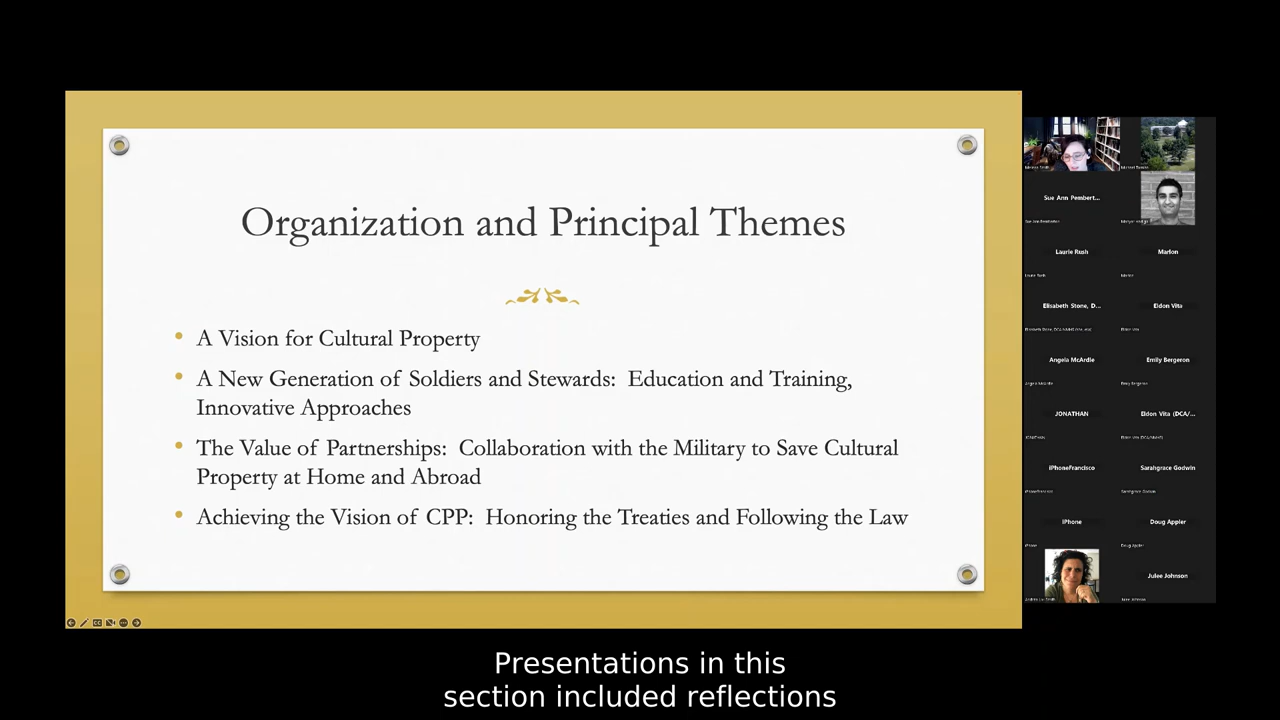 Organization and Principal Themes
• A Vision for Cultural Property
• A New Generation of Soldiers and Stewards: Education and Training,
Innovative Approaches
• The Value of Partnerships: Collaboration with the Military to Save Cultural
Property at Home and Abroad
• Achieving the Vision of CPP: Honoring the Treaties and Following the Law
Sue Ann Pembert...
Laurie Rush
Marlon
Elisabeth Stone, D...
Eldon Vita
Angela McArdle
Emily Bergeron
JONATHAN
Eldon Vita (DCA/...
iPhoneFrancisco
Sarahgrace Godwin
iPhone
Doug Appler
Julee Johnson
Presentations in this
section included reflections